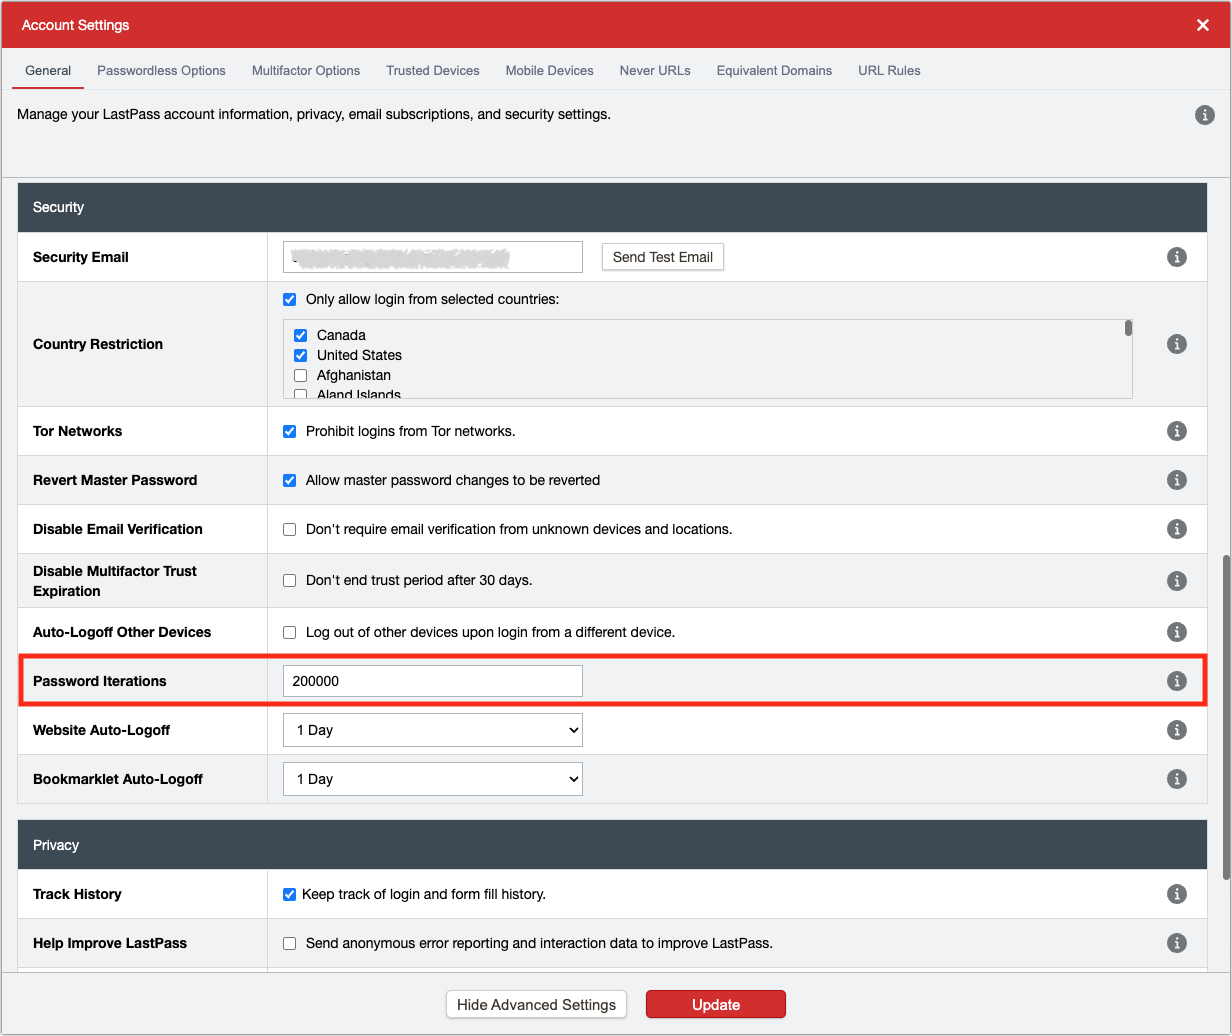 Account Settings
General Passwordless Options Multifactor Options Trusted Devices Mobile Devices Never URLs Equivalent Domains URL Rules
Manage your LastPass account information, privacy, email subscriptions, and security settings.
Security
Security Email
Send Test Email
Only allow login from selected countries:
Country Restriction
Canada
United States
Afghanistan
Aland Islands
Tor Networks
Prohibit logins from Tor networks.
Revert Master Password
Allow master password changes to be reverted
Disable Email Verification
Don't require email verification from unknown devices and locations.
Disable Multifactor Trust
Expiration
Don't end trust period after 30 days.
Auto-Logoff Other Devices
Log out of other devices upon login from a different device.
Password Iterations
200000
Website Auto-Logoff
1 Day
Bookmarklet Auto-Logoff
1 Day
Privacy
Track History
Keep track of login and form fill history.
Help Improve LastPass
Send anonymous error reporting and interaction data to improve LastPass.
Hide Advanced Settings
Update